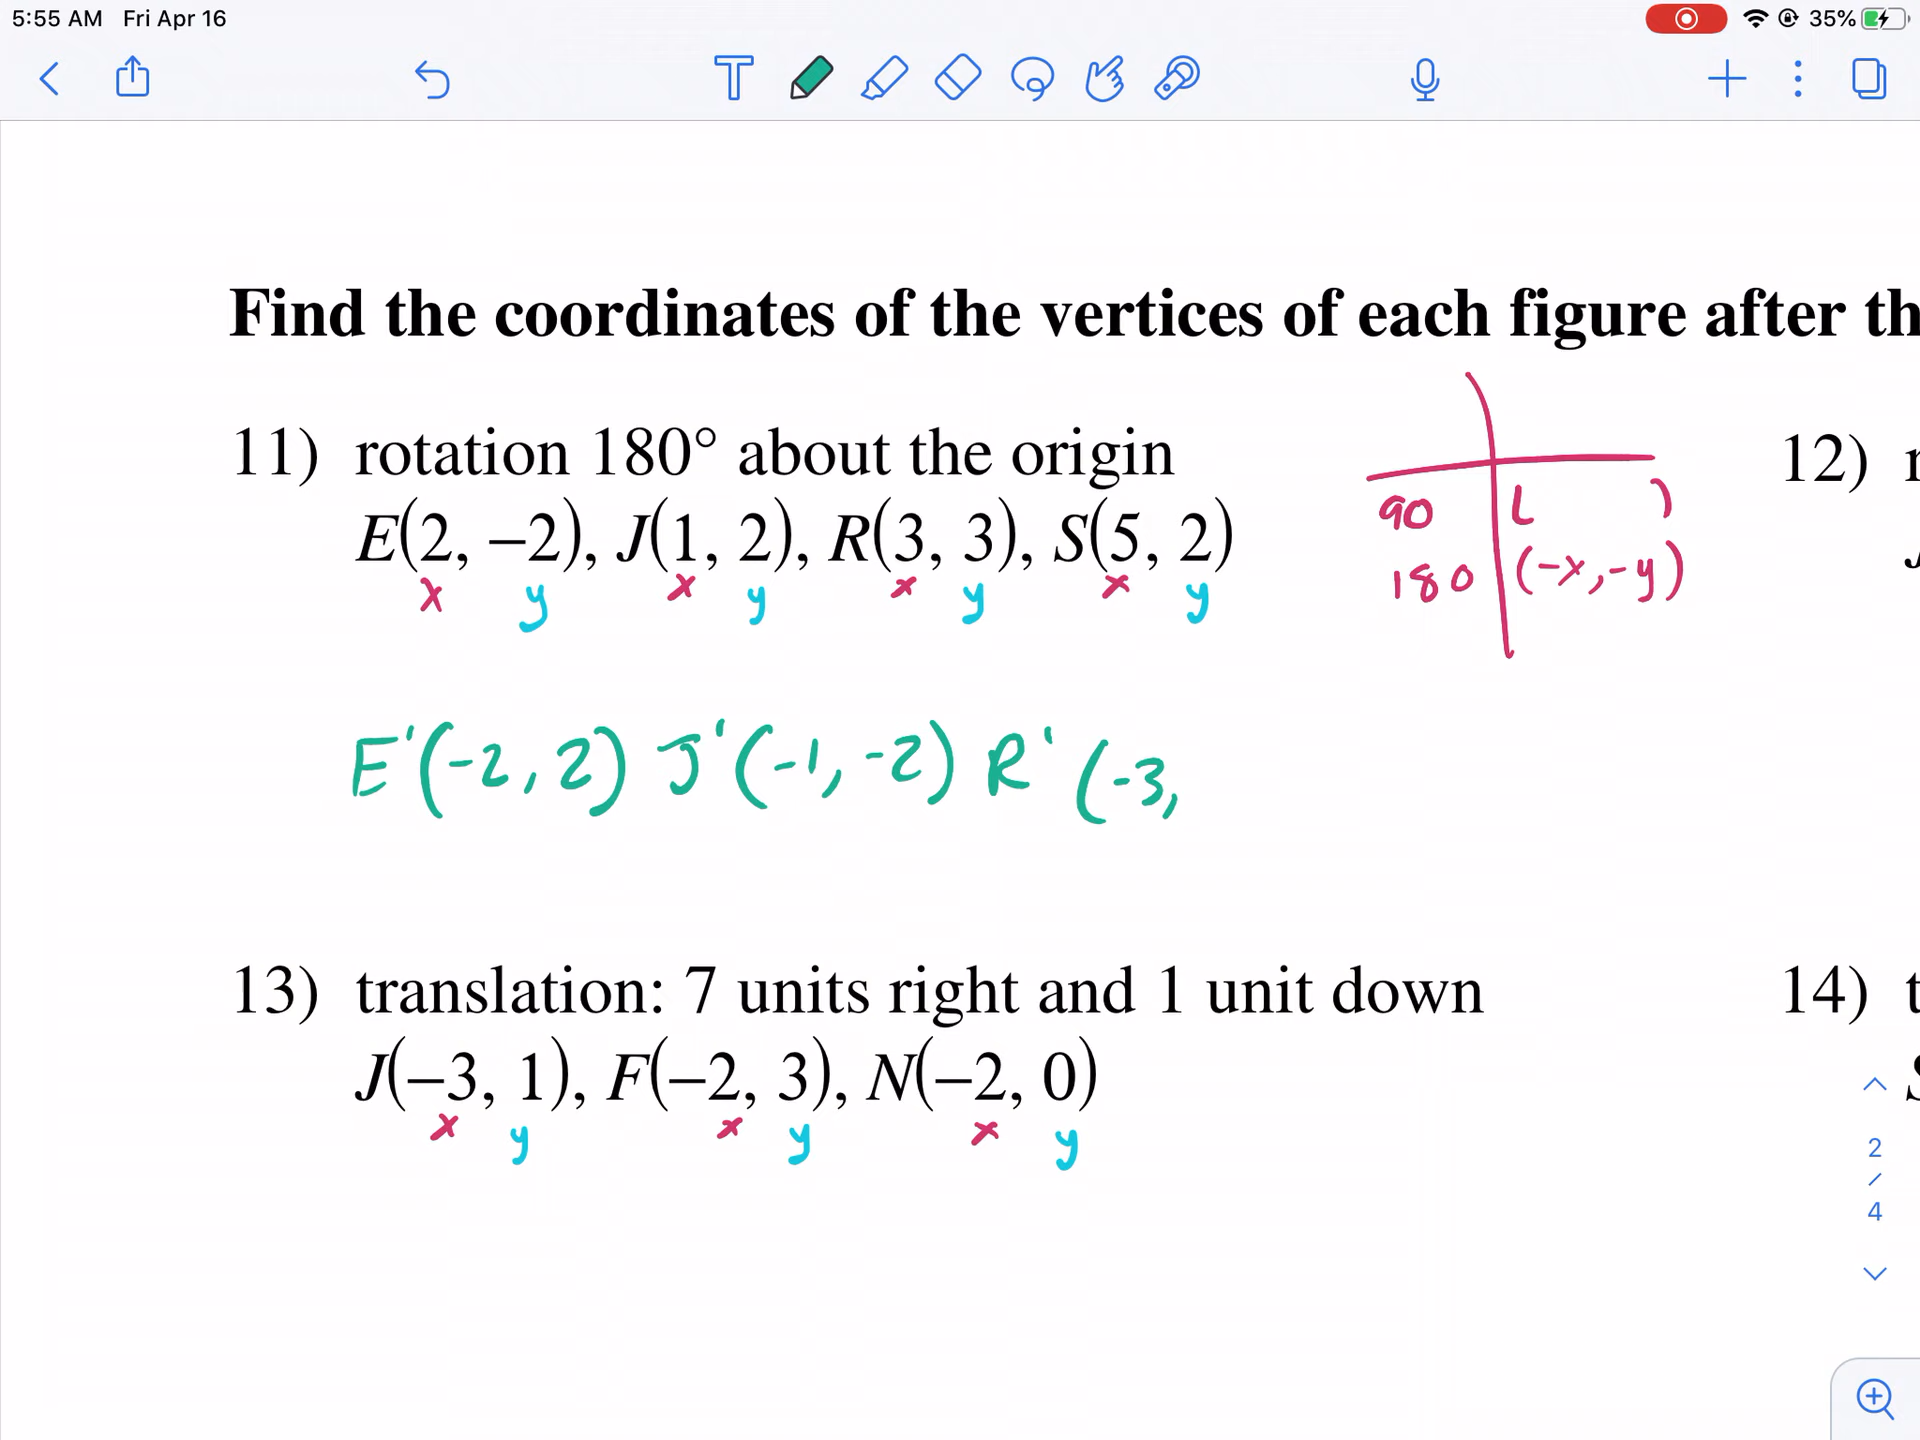 5:55 AM Fri Apr 16 35%
Find the coordinates of the vertices of each figure after th
11) rotation 180° about the origin
E(2, −2), J(1, 2), R(3, 3), S(5, 2)
x y x y x y x y
90 ( )
180 (-x,-y)
12) r
J
E'(-2, 2) J'(-1, -2) R' (-3,
13) translation: 7 units right and 1 unit down
J(−3, 1), F(−2, 3), N(−2, 0)
x y x y x y
14) t
S
2
/
4